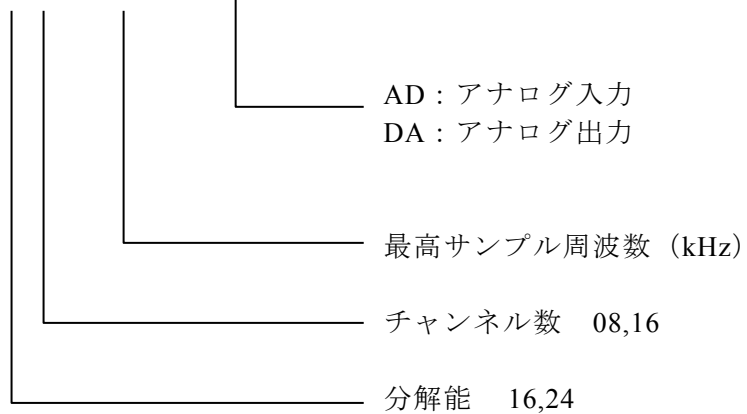 AD：アナログ入力
DA：アナログ出力
最高サンプル周波数（kHz）
チャンネル数　08,16
分解能　16,24